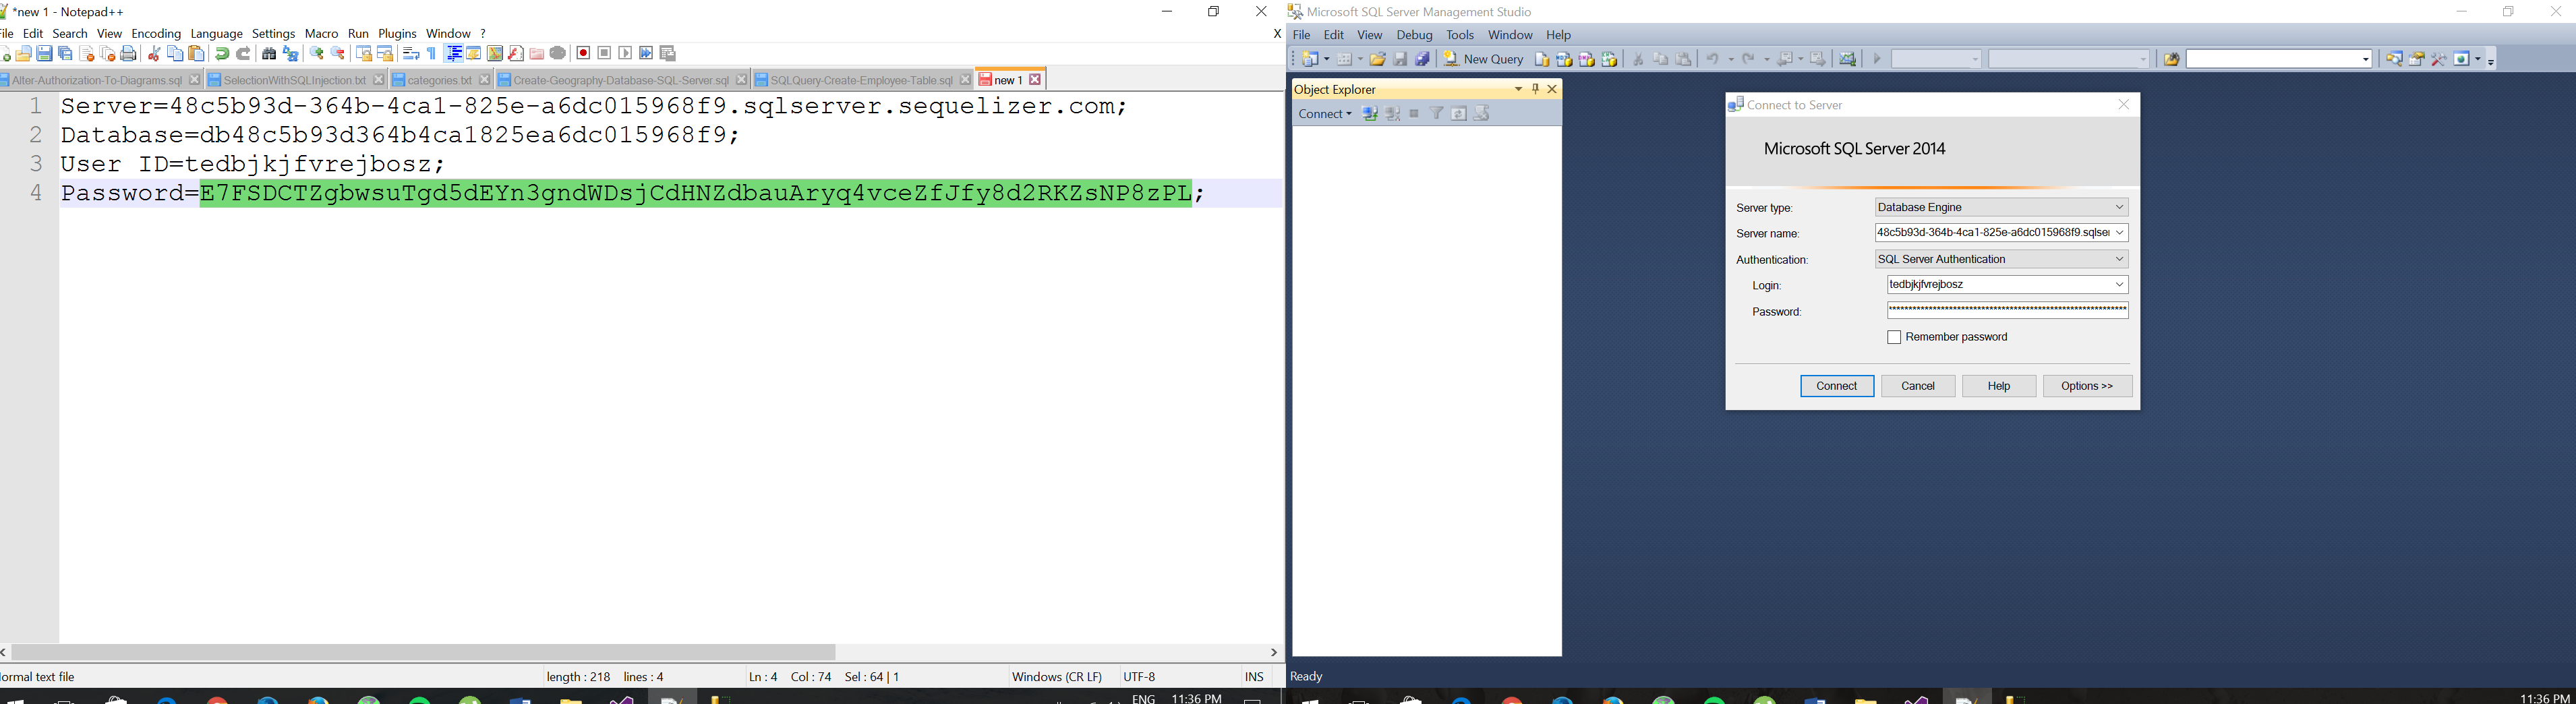 *new 1 - Notepad++
File Edit Search View Encoding Language Settings Macro Run Plugins Window ?
X
Alter-Authorization-To-Diagrams.sql SelectionWithSQLInjection.txt categories.txt Create-Geography-Database-SQL-Server.sql SQLQuery-Create-Employee-Table.sql new 1
1 Server=48c5b93d-364b-4ca1-825e-a6dc015968f9.sqlserver.sequelizer.com;
2 Database=db48c5b93d364b4ca1825ea6dc015968f9;
3 User ID=tedbjkjfvrejbosz;
4 Password=E7FSDCTZgbwsuTgd5dEYn3gndWDsjCdHNZdbauAryq4vceZfJfy8d2RKZsNP8zPL;
ormal text file
length : 218 lines : 4
Ln : 4 Col : 74 Sel : 64 | 1
Windows (CR LF)
UTF-8
INS
ENG
11:36 PM
Microsoft SQL Server Management Studio
File Edit View Debug Tools Window Help
New Query
Object Explorer
Connect
Connect to Server
Microsoft SQL Server 2014
Server type: Database Engine
Server name: 48c5b93d-364b-4ca1-825e-a6dc015968f9.sqlser
Authentication: SQL Server Authentication
Login: tedbjkjfvrejbosz
Password: ****************************************************************
Remember password
Connect Cancel Help Options >>
Ready
11:36 PM